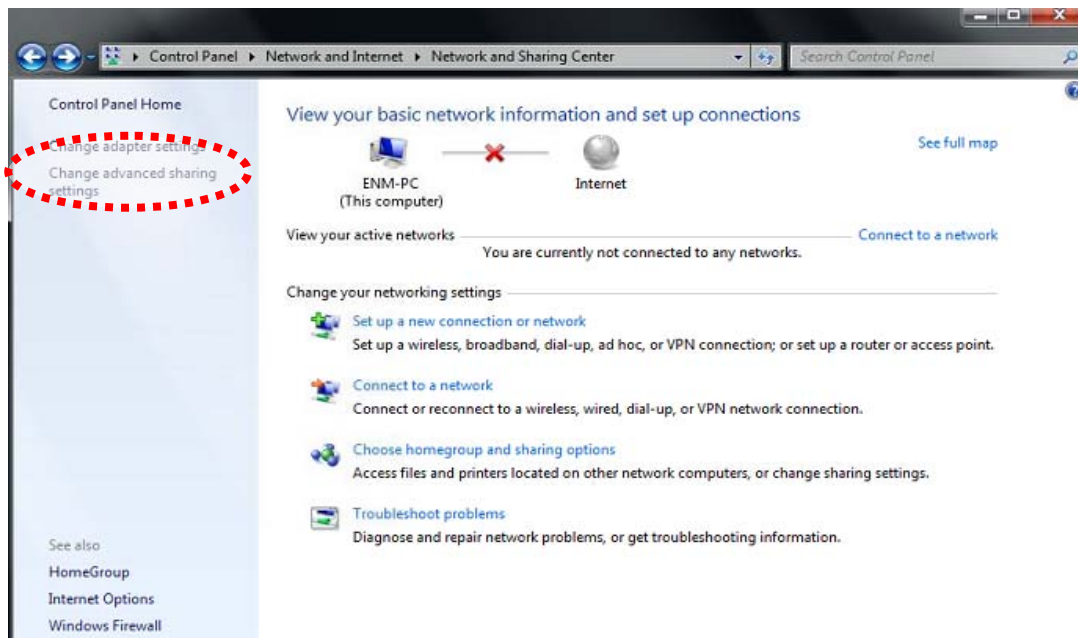 Control Panel
Network and Internet
Network and Sharing Center
Search Control Panel
Control Panel Home
Change adapter settings
Change advanced sharing
settings
See also
HomeGroup
Internet Options
Windows Firewall
View your basic network information and set up connections
See full map
ENM-PC
(This computer)
Internet
View your active networks
Connect to a network
You are currently not connected to any networks.
Change your networking settings
Set up a new connection or network
Set up a wireless, broadband, dial-up, ad hoc, or VPN connection; or set up a router or access point.
Connect to a network
Connect or reconnect to a wireless, wired, dial-up, or VPN network connection.
Choose homegroup and sharing options
Access files and printers located on other network computers, or change sharing settings.
Troubleshoot problems
Diagnose and repair network problems, or get troubleshooting information.